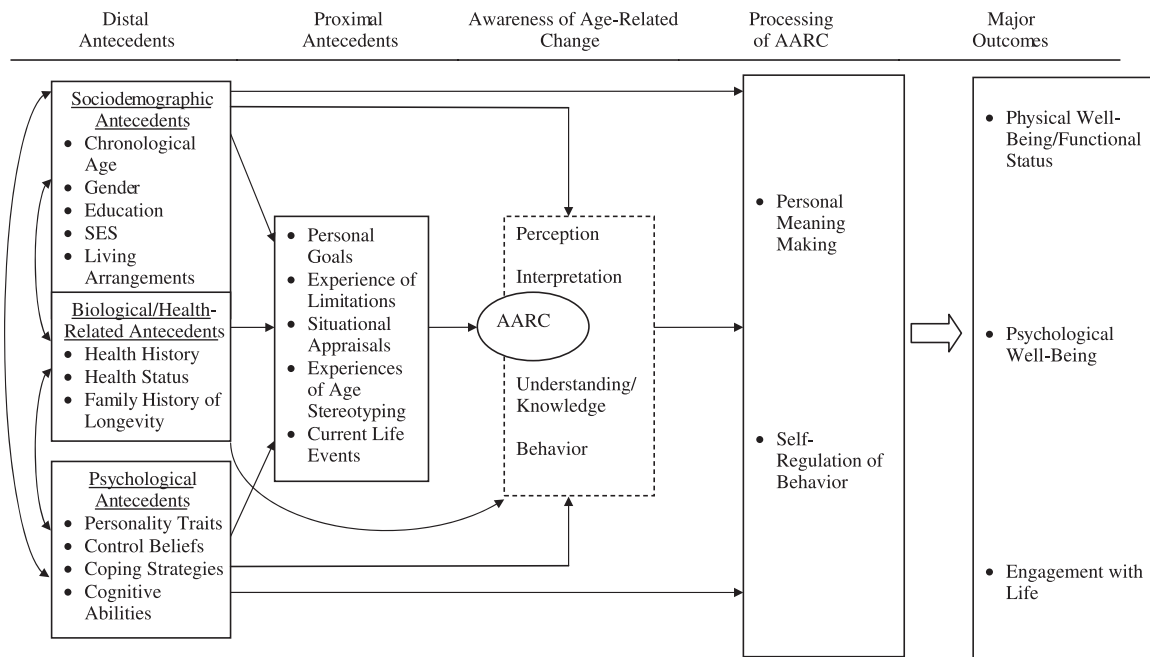 Distal
Antecedents
Proximal
Antecedents
Awareness of Age-Related
Change
Processing
of AARC
Major
Outcomes
Sociodemographic
Antecedents
• Chronological
Age
• Gender
• Education
• SES
• Living
Arrangements
Biological/Health-
Related Antecedents
• Health History
• Health Status
• Family History of
Longevity
Psychological
Antecedents
• Personality Traits
• Control Beliefs
• Coping Strategies
• Cognitive
Abilities
• Personal
Goals
• Experience of
Limitations
• Situational
Appraisals
• Experiences
of Age
Stereotyping
• Current Life
Events
Perception
Interpretation
AARC
Understanding/
Knowledge
Behavior
• Personal
Meaning
Making
• Self-
Regulation of
Behavior
• Physical Well-
Being/Functional
Status
• Psychological
Well-Being
• Engagement with
Life